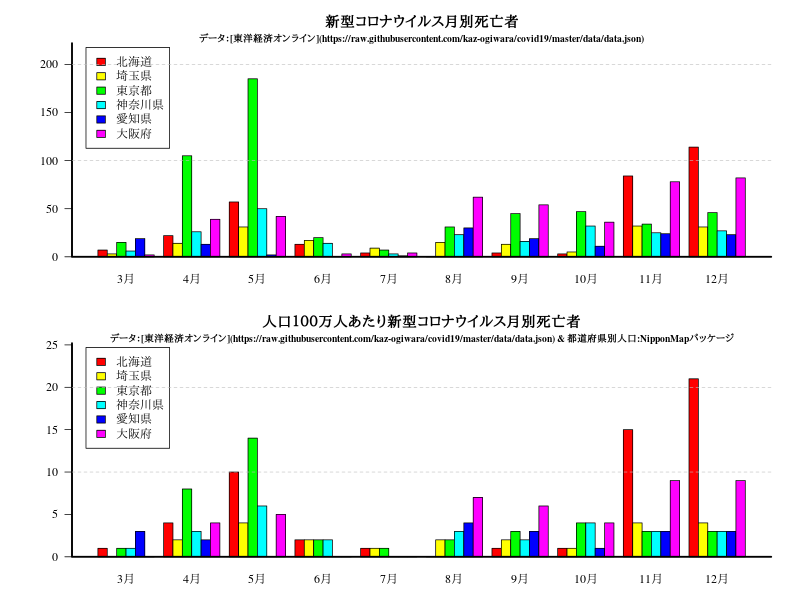 新型コロナウイルス月別死亡者
データ：[東洋経済オンライン](https://raw.githubusercontent.com/kaz-ogiwara/covid19/master/data/data.json)
200
150
100
50
0
北海道
埼玉県
東京都
神奈川県
愛知県
大阪府
3月 4月 5月 6月 7月 8月 9月 10月 11月 12月
人口100万人あたり新型コロナウイルス月別死亡者
データ：[東洋経済オンライン](https://raw.githubusercontent.com/kaz-ogiwara/covid19/master/data/data.json) & 都道府県別人口:NipponMapパッケージ
25
20
15
10
5
0
北海道
埼玉県
東京都
神奈川県
愛知県
大阪府
3月 4月 5月 6月 7月 8月 9月 10月 11月 12月